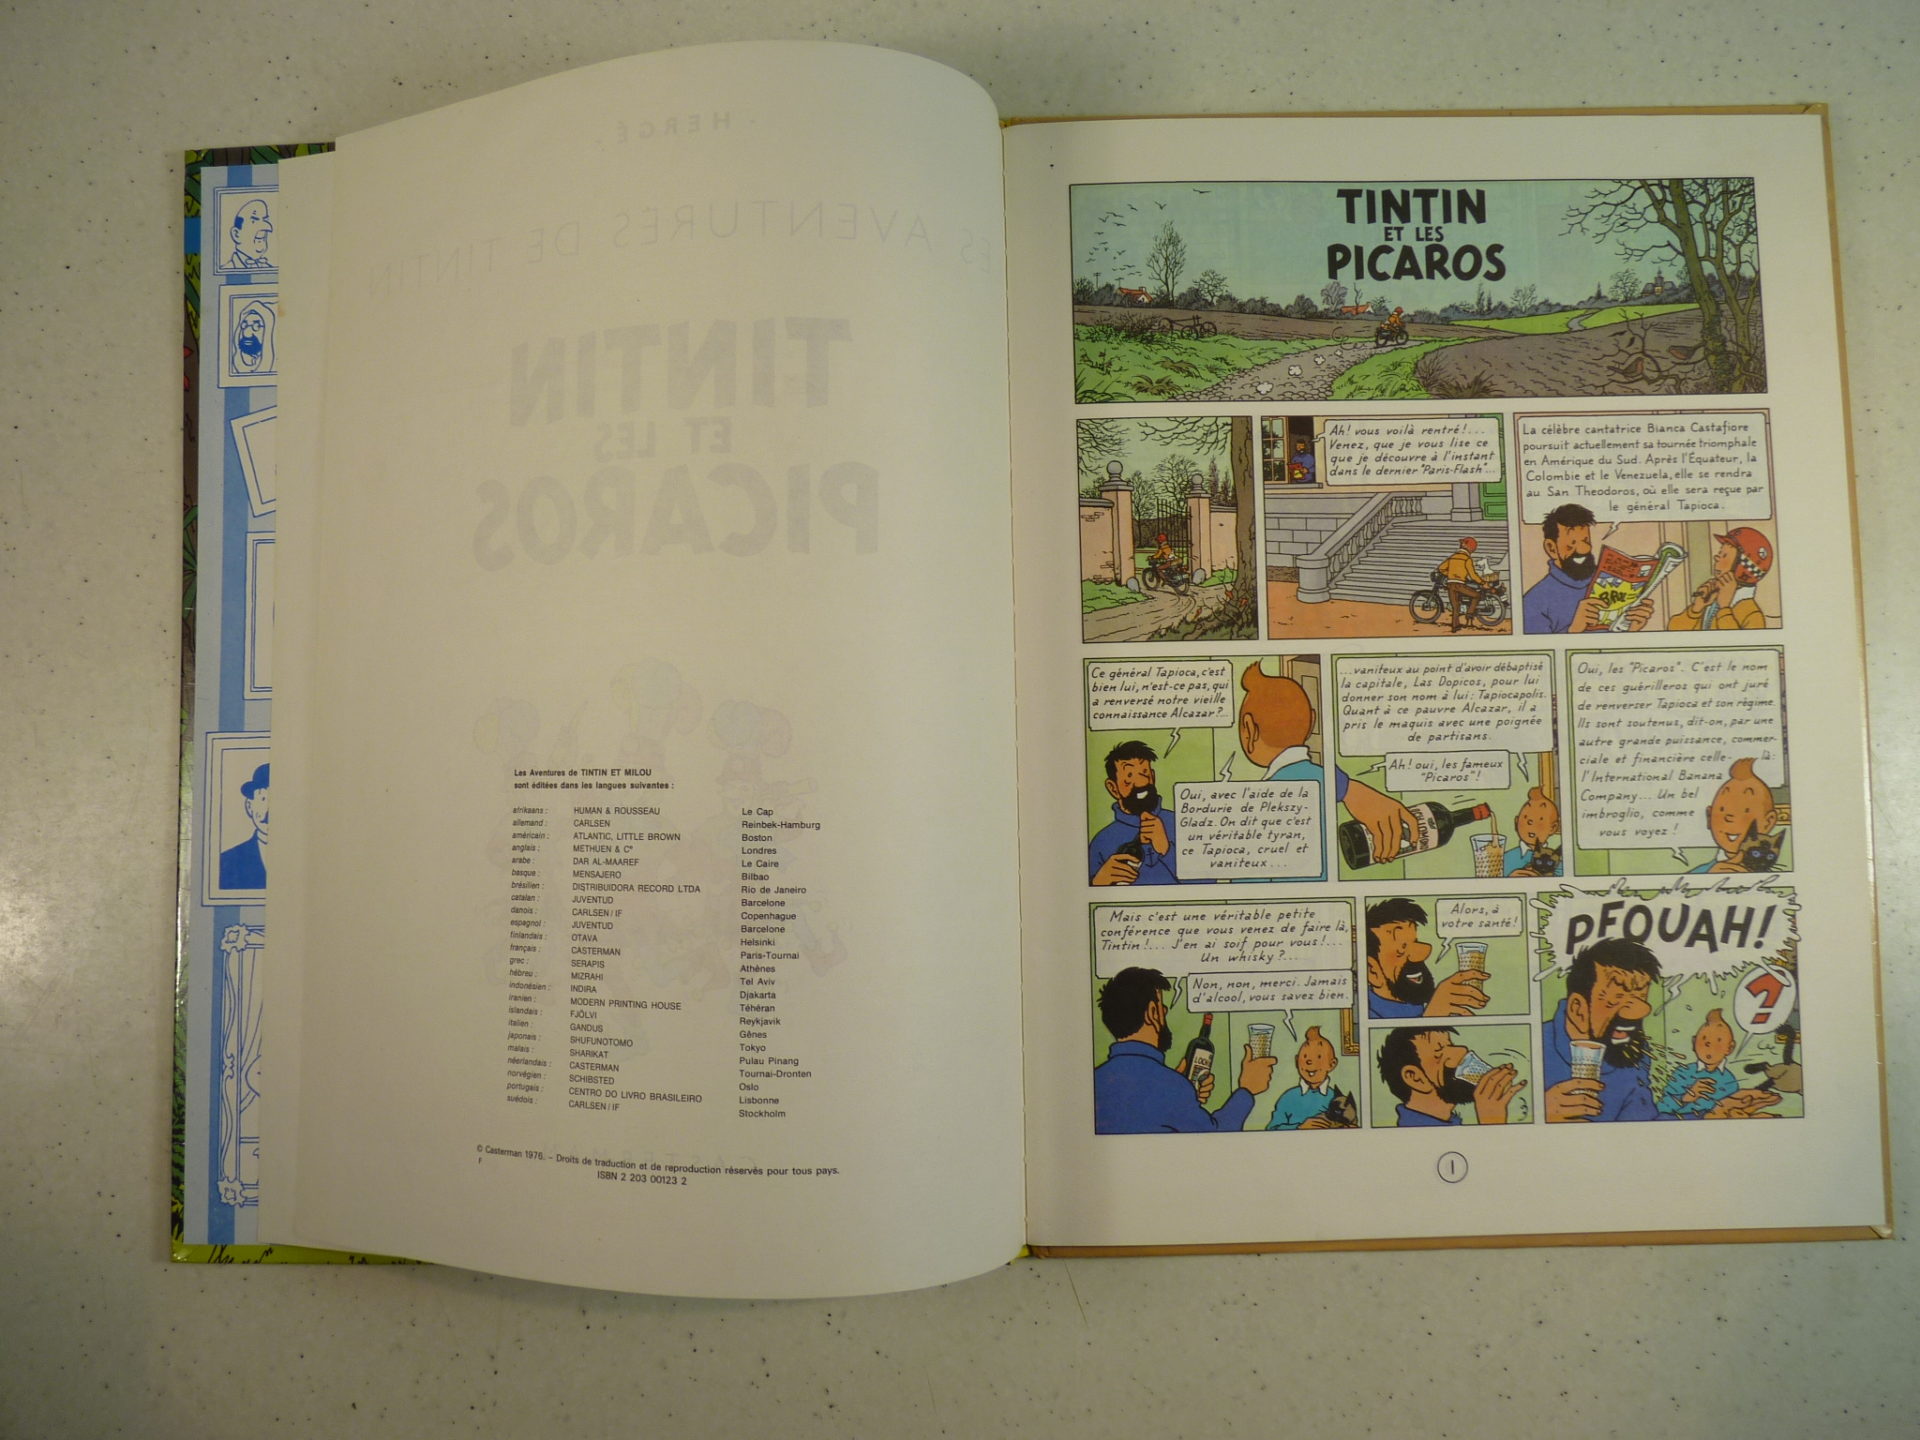 HERGÉ
LES AVENTURES DE TINTIN
TINTIN
ET LES
PICAROS
Les Aventures de TINTIN ET MILOU
sont éditées dans les langues suivantes :
afrikaans : HUMAN & ROUSSEAU Le Cap
allemand : CARLSEN Reinbek-Hamburg
américain : ATLANTIC, LITTLE BROWN Boston
anglais : METHUEN & Cº Londres
arabe : DAR AL-MAAREF Le Caire
basque : MENSAJERO Bilbao
brésilien : DISTRIBUIDORA RECORD LTDA Rio de Janeiro
catalan : JUVENTUD Barcelone
danois : CARLSEN/IF Copenhague
espagnol : JUVENTUD Barcelone
finlandais : OTAVA Helsinki
français : CASTERMAN Paris-Tournai
grec : SERAPIS Athènes
hébreu : MIZRAHI Tel Aviv
indonésien : INDIRA Djakarta
iranien : MODERN PRINTING HOUSE Téhéran
islandais : FJÖLVI Reykjavik
italien : GANDUS Gênes
japonais : SHUFUNOTOMO Tokyo
malais : SHARIKAT Pulau Pinang
néerlandais : CASTERMAN Tournai-Dronten
norvégien : SCHIBSTED Oslo
portugais : CENTRO DO LIVRO BRASILEIRO Lisbonne
suédois : CARLSEN/IF Stockholm
© Casterman 1976. – Droits de traduction et de reproduction réservés pour tous pays.
F
ISBN 2 203 00123 2
TINTIN
ET LES
PICAROS
Ah! vous voilà rentré!...
Venez, que je vous lise ce
que je découvre à l'instant
dans le dernier "Paris-Flash"...
La célèbre cantatrice Bianca Castafiore
poursuit actuellement sa tournée triomphale
en Amérique du Sud. Après l'Équateur, la
Colombie et le Venezuela, elle se rendra
au San Theodoros, où elle sera reçue par
le général Tapioca.
Ce général Tapioca, c'est
bien lui, n'est-ce pas, qui
a renversé notre vieille
connaissance Alcazar?...
Oui, avec l'aide de la
Bordurie de Plekszy-
Gladz. On dit que c'est
un véritable tyran,
ce Tapioca, cruel et
vaniteux...
...vaniteux au point d'avoir débaptisé
la capitale, Las Dopicos, pour lui
donner son nom à lui: Tapiocapolis.
Quant à ce pauvre Alcazar, il a
pris le maquis avec une poignée
de partisans.
Ah! oui, les fameux
"Picaros"!
Oui, les "Picaros". C'est le nom
de ces guérilleros qui ont juré
de renverser Tapioca et son régime.
Ils sont soutenus, dit-on, par une
autre grande puissance, commer-
ciale et financière celle-là:
l'International Banana
Company... Un bel
imbroglio, comme
vous voyez!
Mais c'est une véritable petite
conférence que vous venez de faire là,
Tintin!... J'en ai soif pour vous!...
Un whisky?...
Non, non, merci. Jamais
d'alcool, vous savez bien.
LOCH
Alors, à
votre santé!
PFOUAH!
?
1